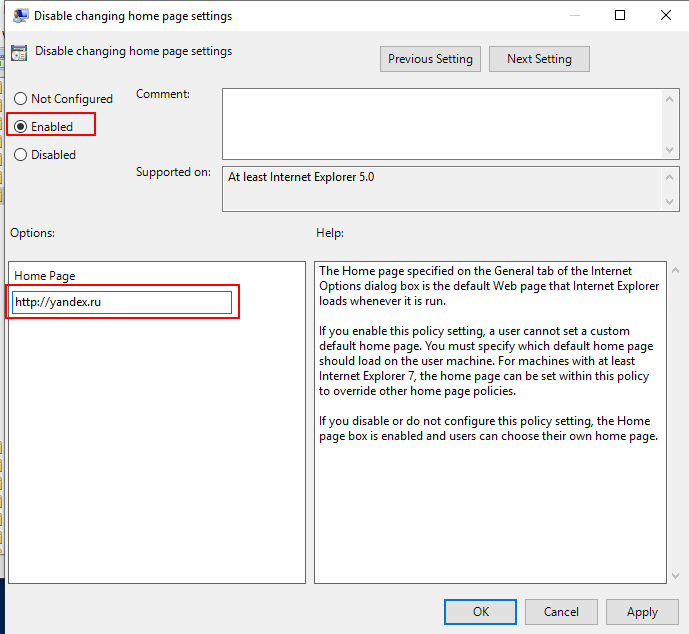 Disable changing home page settings
Disable changing home page settings
Previous Setting
Next Setting
Not Configured
Enabled
Disabled
Comment:
Supported on:
At least Internet Explorer 5.0
Options:
Help:
Home Page
http://yandex.ru
The Home page specified on the General tab of the Internet
Options dialog box is the default Web page that Internet Explorer
loads whenever it is run.
If you enable this policy setting, a user cannot set a custom
default home page. You must specify which default home page
should load on the user machine. For machines with at least
Internet Explorer 7, the home page can be set within this policy
to override other home page policies.
If you disable or do not configure this policy setting, the Home
page box is enabled and users can choose their own home page.
OK
Cancel
Apply